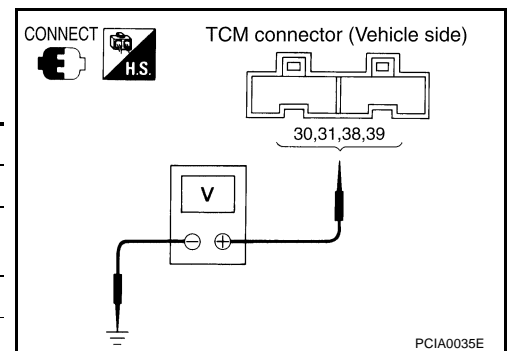 CONNECT
H.S.
TCM connector (Vehicle side)
30,31,38,39
V
− +
PCIA0035E